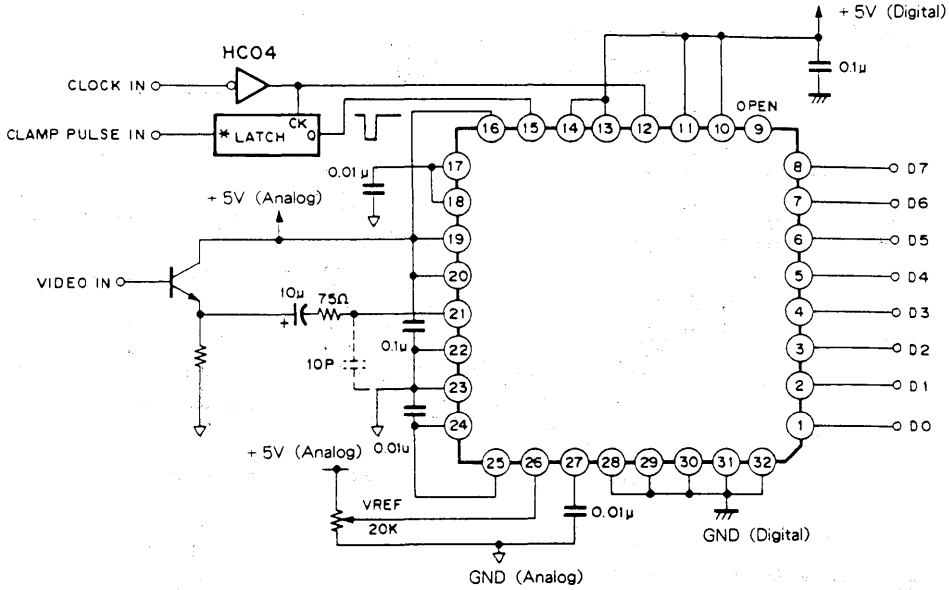 +5V (Digital)
HC04
CLOCK IN
0.1μ
CK
CLAMP PULSE IN
* LATCH Q
OPEN
16 15 14 13 12 11 10 9
17
0.01μ
8 D7
18
7 D6
+5V (Analog)
19
6 D5
VIDEO IN
20
5 D4
10μ 75Ω
+
21
4 D3
0.1μ
22
3 D2
10P
23
2 D1
24
1 D0
0.01μ
+5V (Analog)
25 26 27 28 29 30 31 32
VREF
20K
0.01μ
GND (Digital)
GND (Analog)